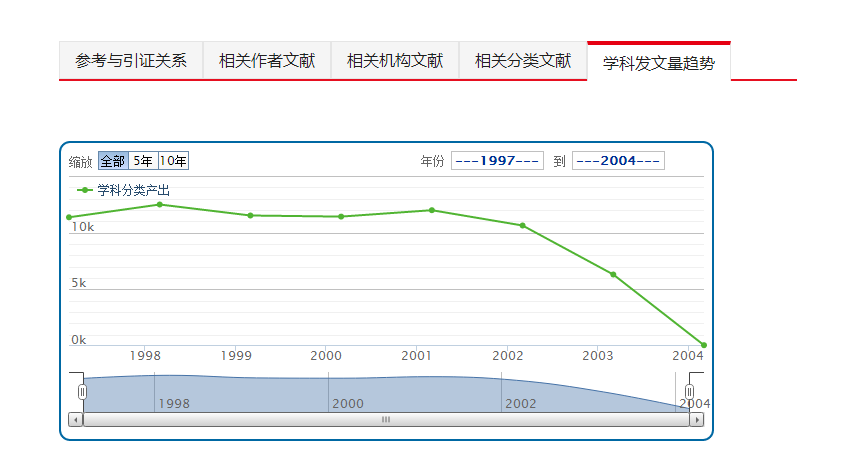 参考与引证关系 相关作者文献 相关机构文献 相关分类文献 学科发文量趋势
缩放 全部 5年 10年 年份 ---1997--- 到 ---2004---
学科分类产出
10k
5k
0k
1998 1999 2000 2001 2002 2003 2004
1998 2000 2002 2004